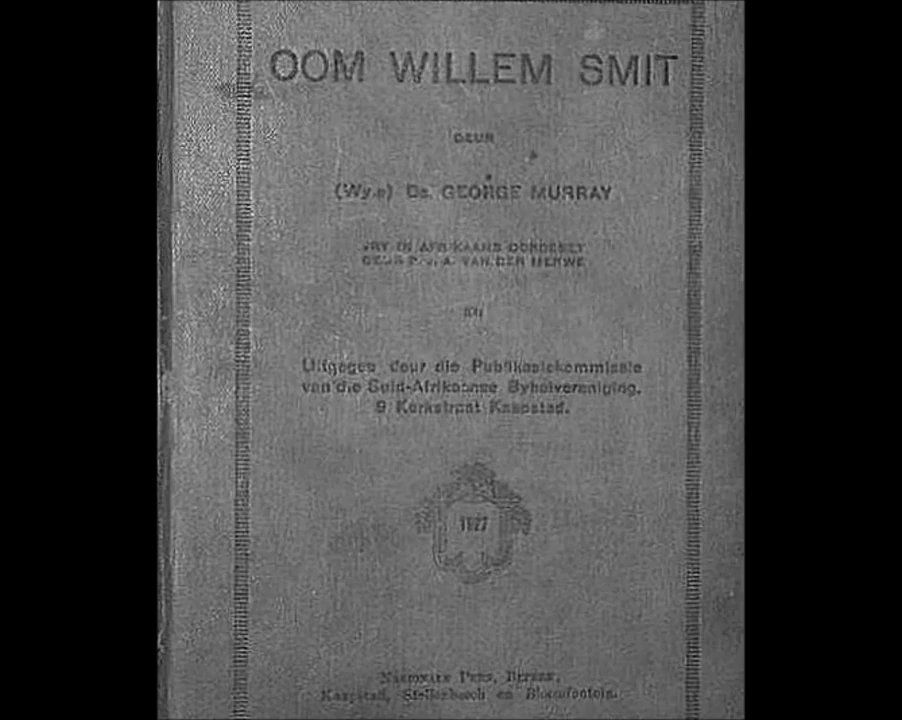 OOM WILLEM SMIT
DEUR
(Wyle) Ds. GEORGE MURRAY
VRY IN AFRIKAANS OORGESET
DEUR P. J. A. VAN DER MERWE
Uitgegee deur die Publikasiekommissie
van die Suid-Afrikaanse Bybelvereniging.
9 Kerkstraat Kaapstad.
1927
Nasionale Pers, Beperk,
Kaapstad, Stellenbosch en Bloemfontein.